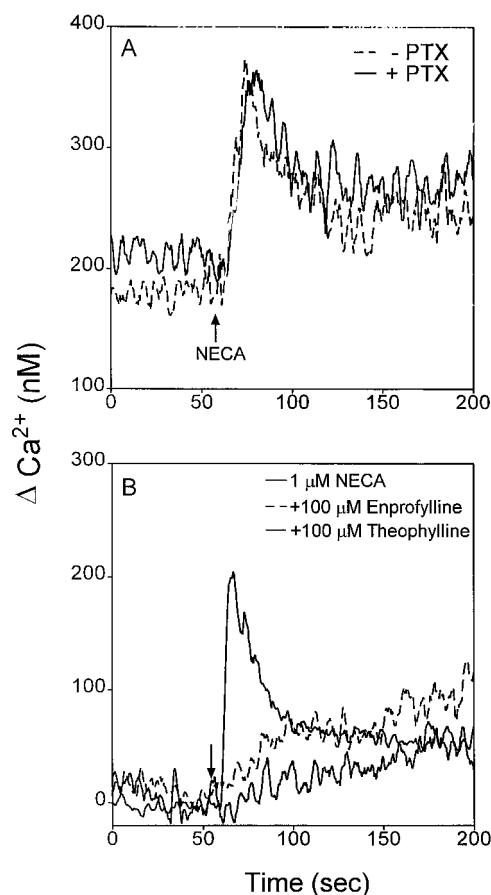 A
- PTX
+ PTX
400
300
200
100
NECA
0 50 100 150 200
Δ Ca²⁺ (nM)
B
1 μM NECA
+100 μM Enprofylline
+100 μM Theophylline
300
200
100
0
0 50 100 150 200
Time (sec)